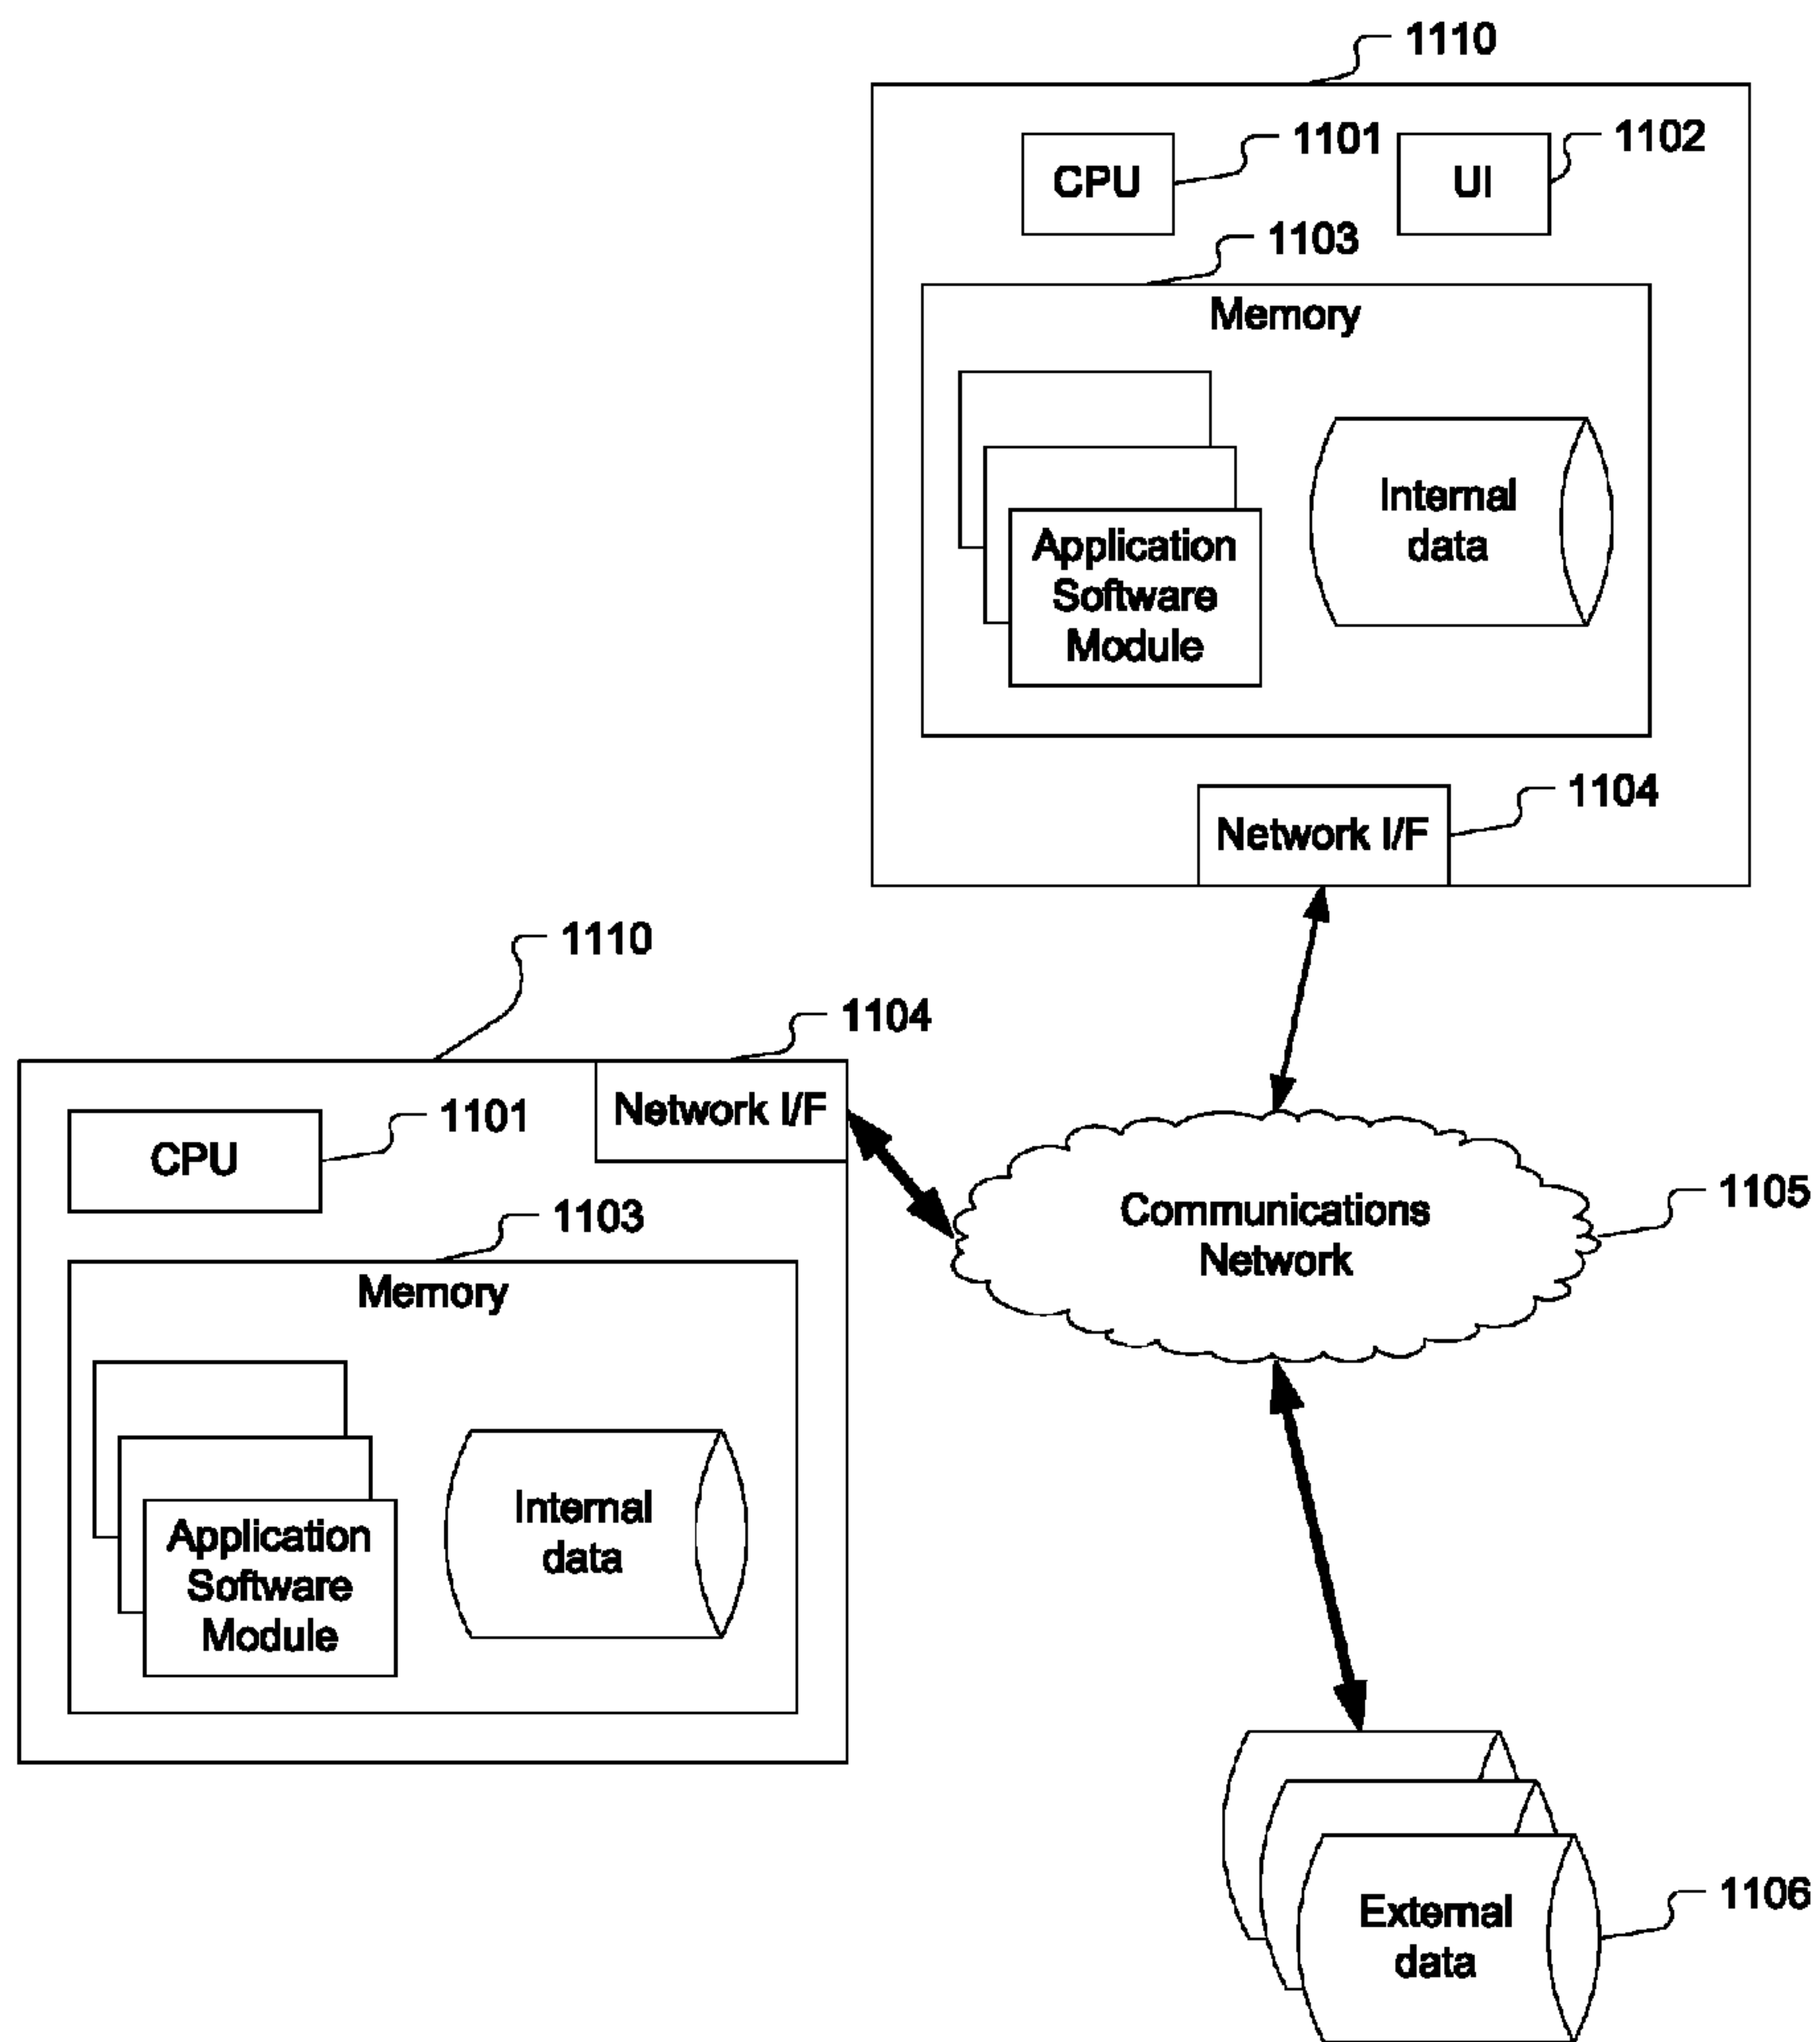 1110
1101
1102
CPU
UI
1103
Memory
Internal
data
Application
Software
Module
1104
Network I/F
1110
1104
Network I/F
1101
CPU
1103
Memory
Internal
data
Application
Software
Module
Communications
Network
1105
External
data
1106